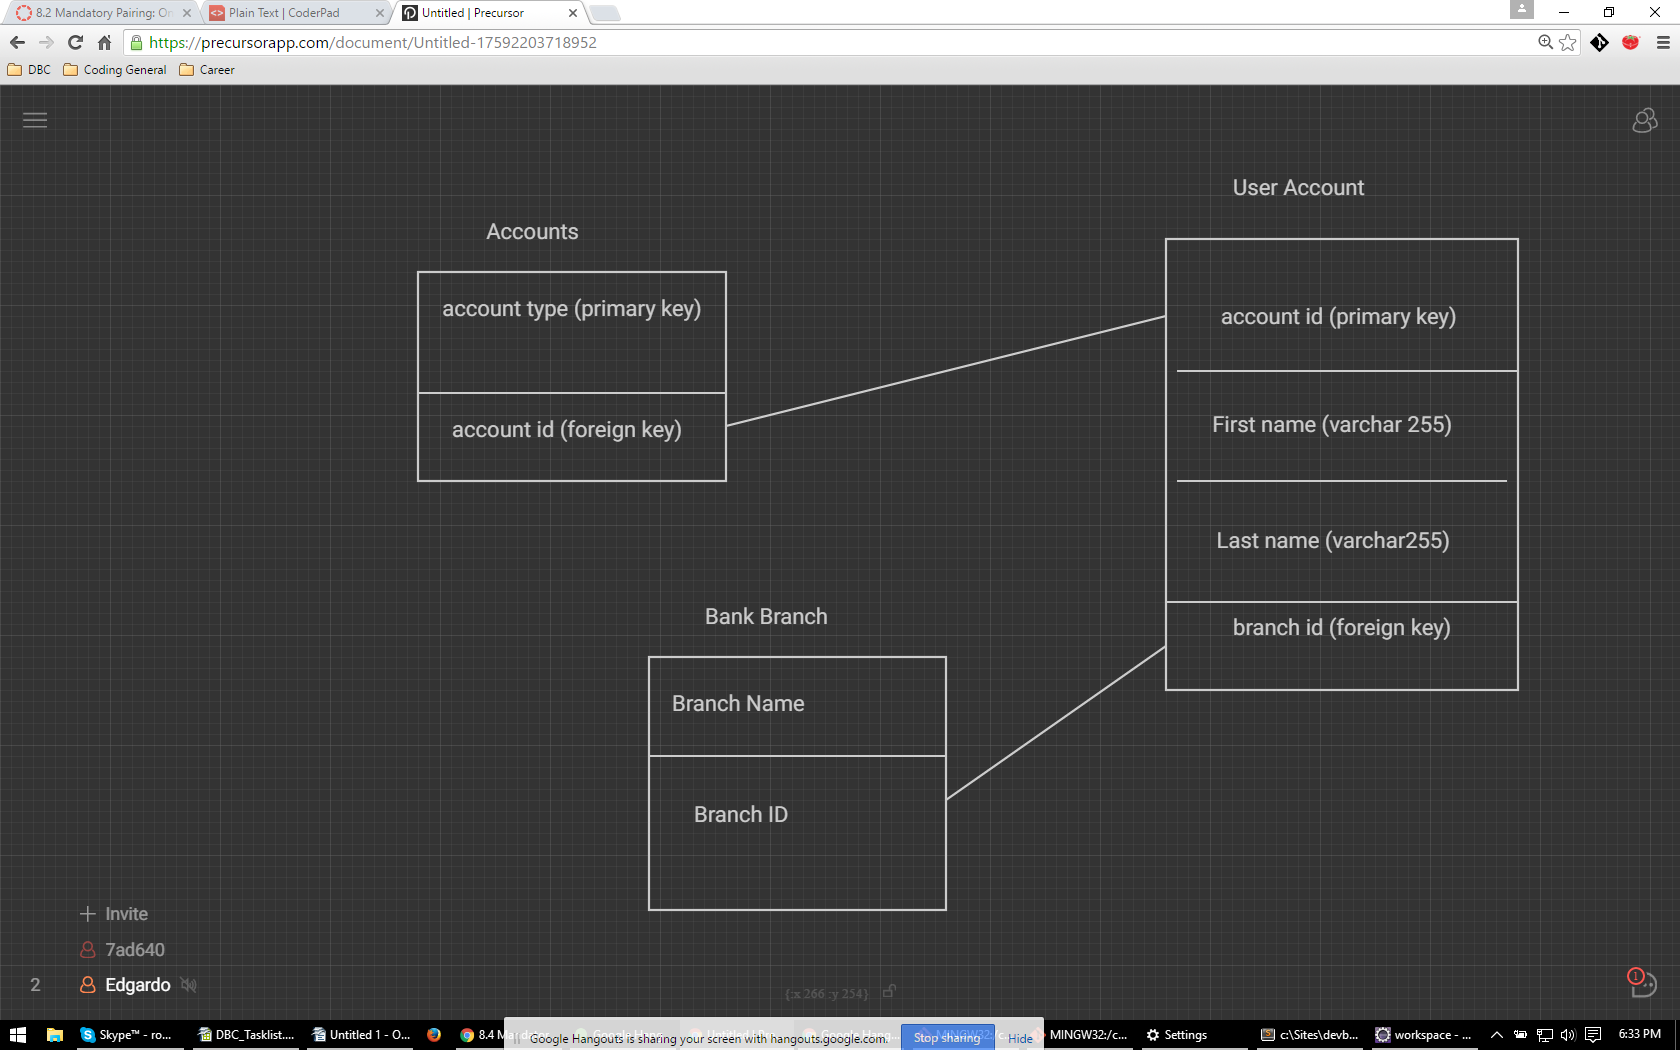 8.2 Mandatory Pairing: On
Plain Text | CoderPad
Untitled | Precursor
https://precursorapp.com/document/Untitled-17592203718952
DBC
Coding General
Career
User Account
Accounts
account type (primary key)
account id (primary key)
First name (varchar 255)
account id (foreign key)
Last name (varchar255)
Bank Branch
branch id (foreign key)
Branch Name
Branch ID
Invite
7ad640
2
Edgardo
{:x 266 :y 254}
1
Skype™ - ro...
DBC_Tasklist....
Untitled 1 - O...
Google Hangouts is sharing your screen with hangouts.google.com.
Stop sharing
Hide
MINGW32:/c...
Settings
c:\Sites\devb...
workspace - ...
6:33 PM